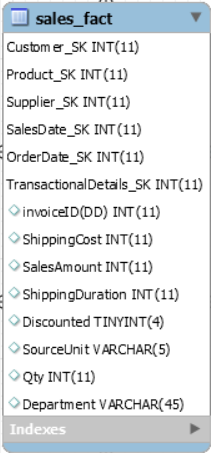 sales_fact
Customer_SK INT(11)
Product_SK INT(11)
Supplier_SK INT(11)
SalesDate_SK INT(11)
OrderDate_SK INT(11)
TransactionalDetails_SK INT(11)
invoiceID(DD) INT(11)
ShippingCost INT(11)
SalesAmount INT(11)
ShippingDuration INT(11)
Discounted TINYINT(4)
SourceUnit VARCHAR(5)
Qty INT(11)
Department VARCHAR(45)
Indexes